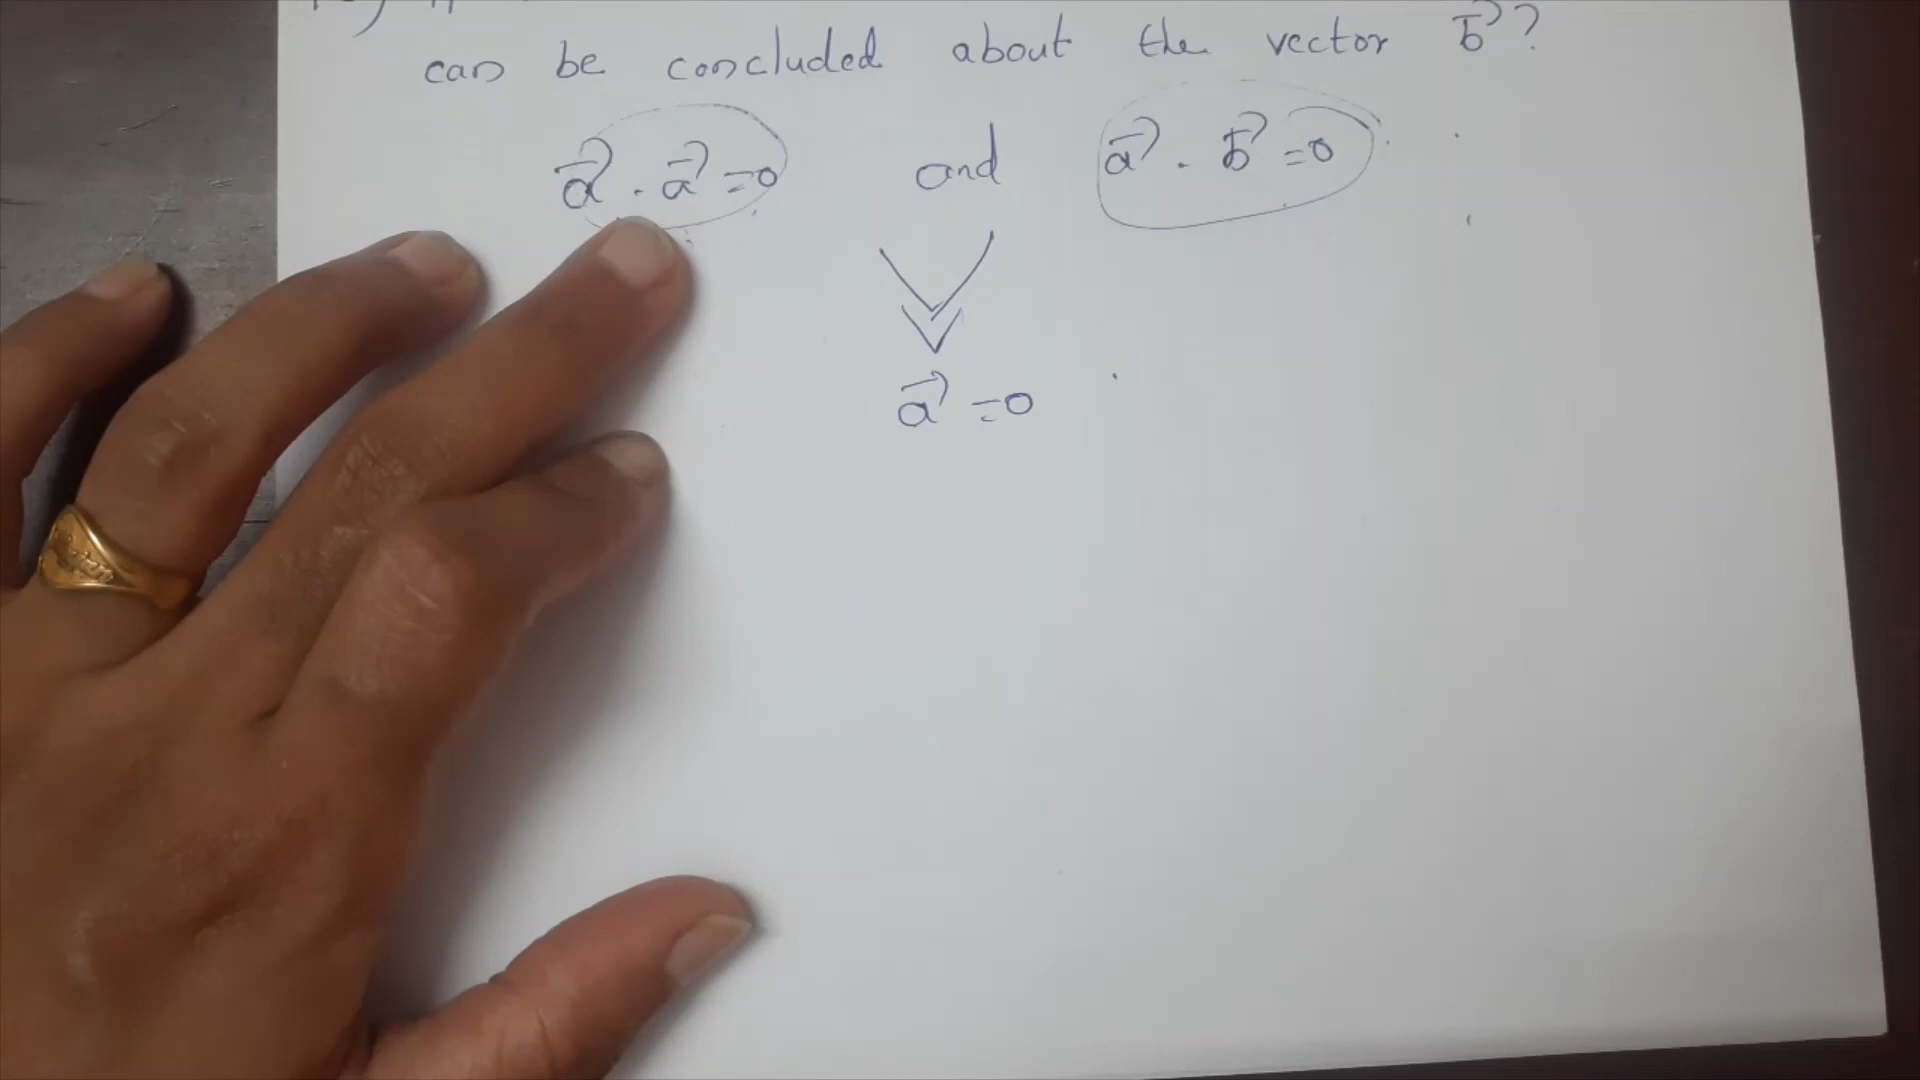 can be concluded about the vector b⃗?
a⃗ . a⃗ =0 and a⃗ . b⃗ =0
a⃗ =0